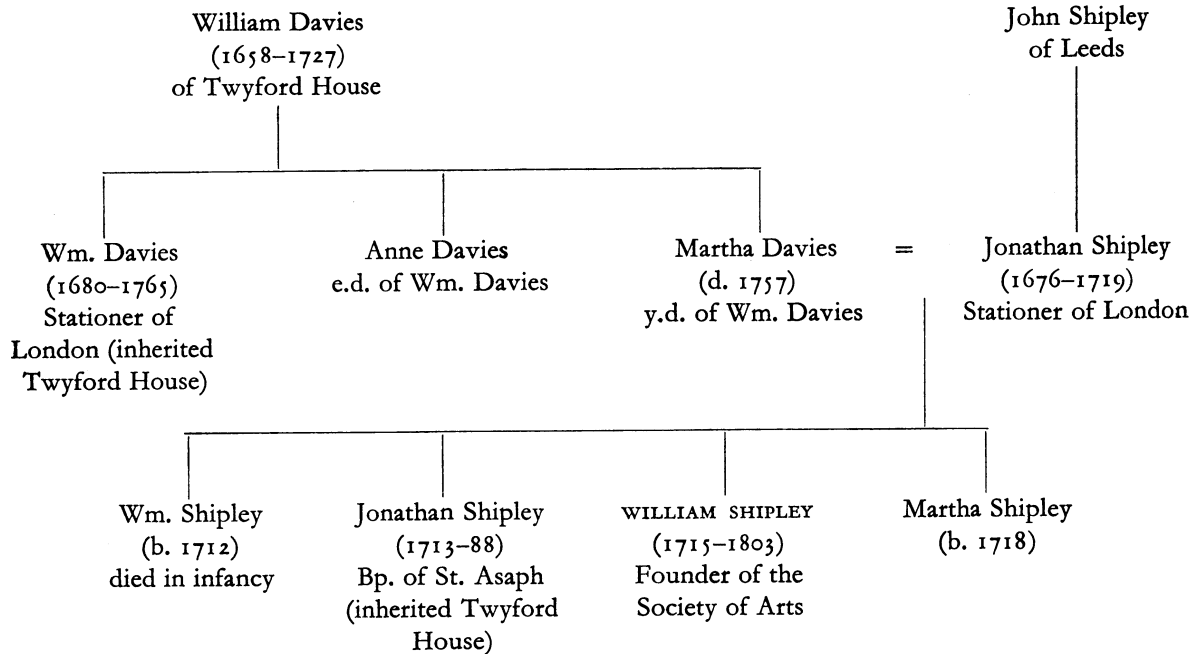 William Davies
(1658–1727)
of Twyford House
John Shipley
of Leeds
Wm. Davies
(1680–1765)
Stationer of
London (inherited
Twyford House)
Anne Davies
e.d. of Wm. Davies
Martha Davies
(d. 1757)
y.d. of Wm. Davies
=
Jonathan Shipley
(1676–1719)
Stationer of London
Wm. Shipley
(b. 1712)
died in infancy
Jonathan Shipley
(1713–88)
Bp. of St. Asaph
(inherited Twyford
House)
WILLIAM SHIPLEY
(1715–1803)
Founder of the
Society of Arts
Martha Shipley
(b. 1718)